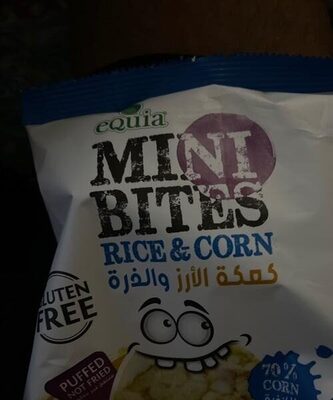 equia
MINI
BITES
RICE & CORN
كعكة الأرز والذرة
GLUTEN
FREE
PUFFED
NOT FRIED
70%
CORN